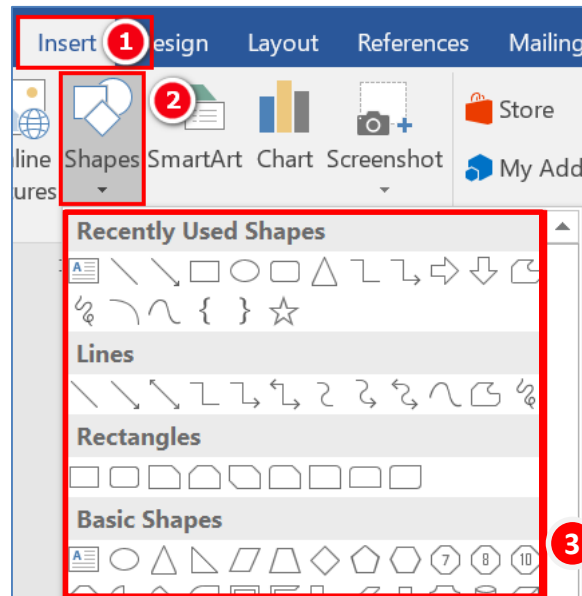 Insert 1 esign Layout References Mailing
2
Store
line Shapes SmartArt Chart Screenshot My Add
ures
Recently Used Shapes
A
{ }
Lines
Rectangles
Basic Shapes
3
A 7 8 10